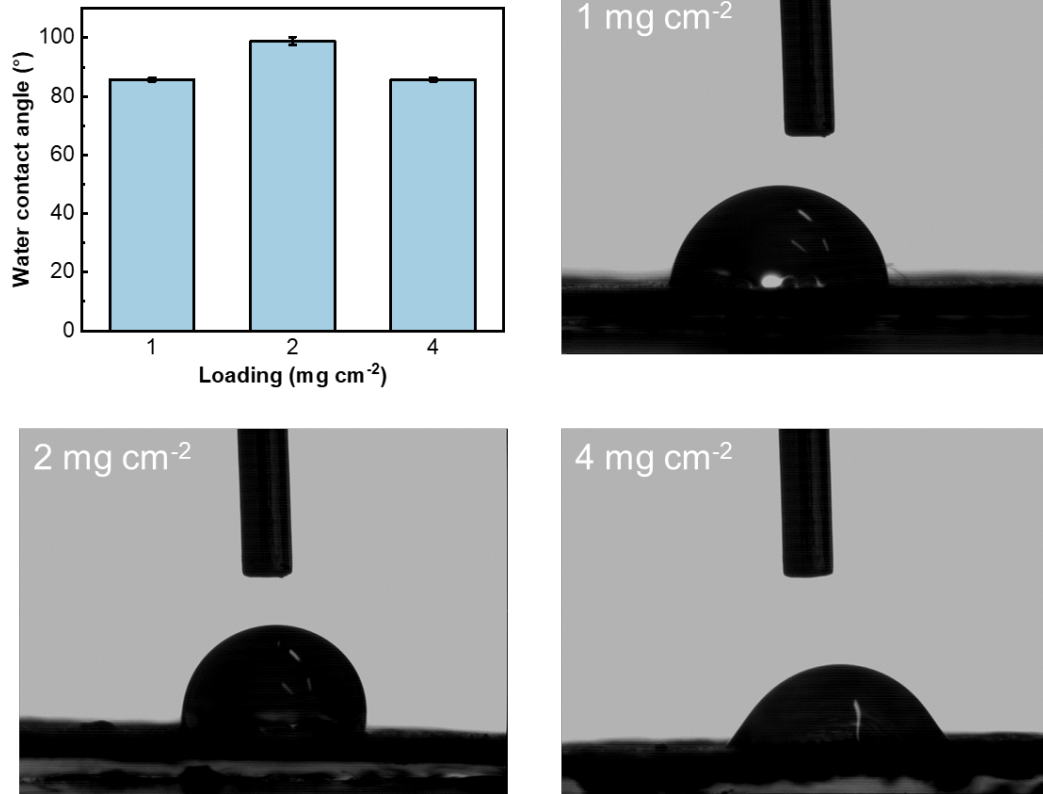 Water contact angle (°)
100
80
60
40
20
0
1
2
4
Loading (mg cm⁻²)
1 mg cm⁻²
2 mg cm⁻²
4 mg cm⁻²